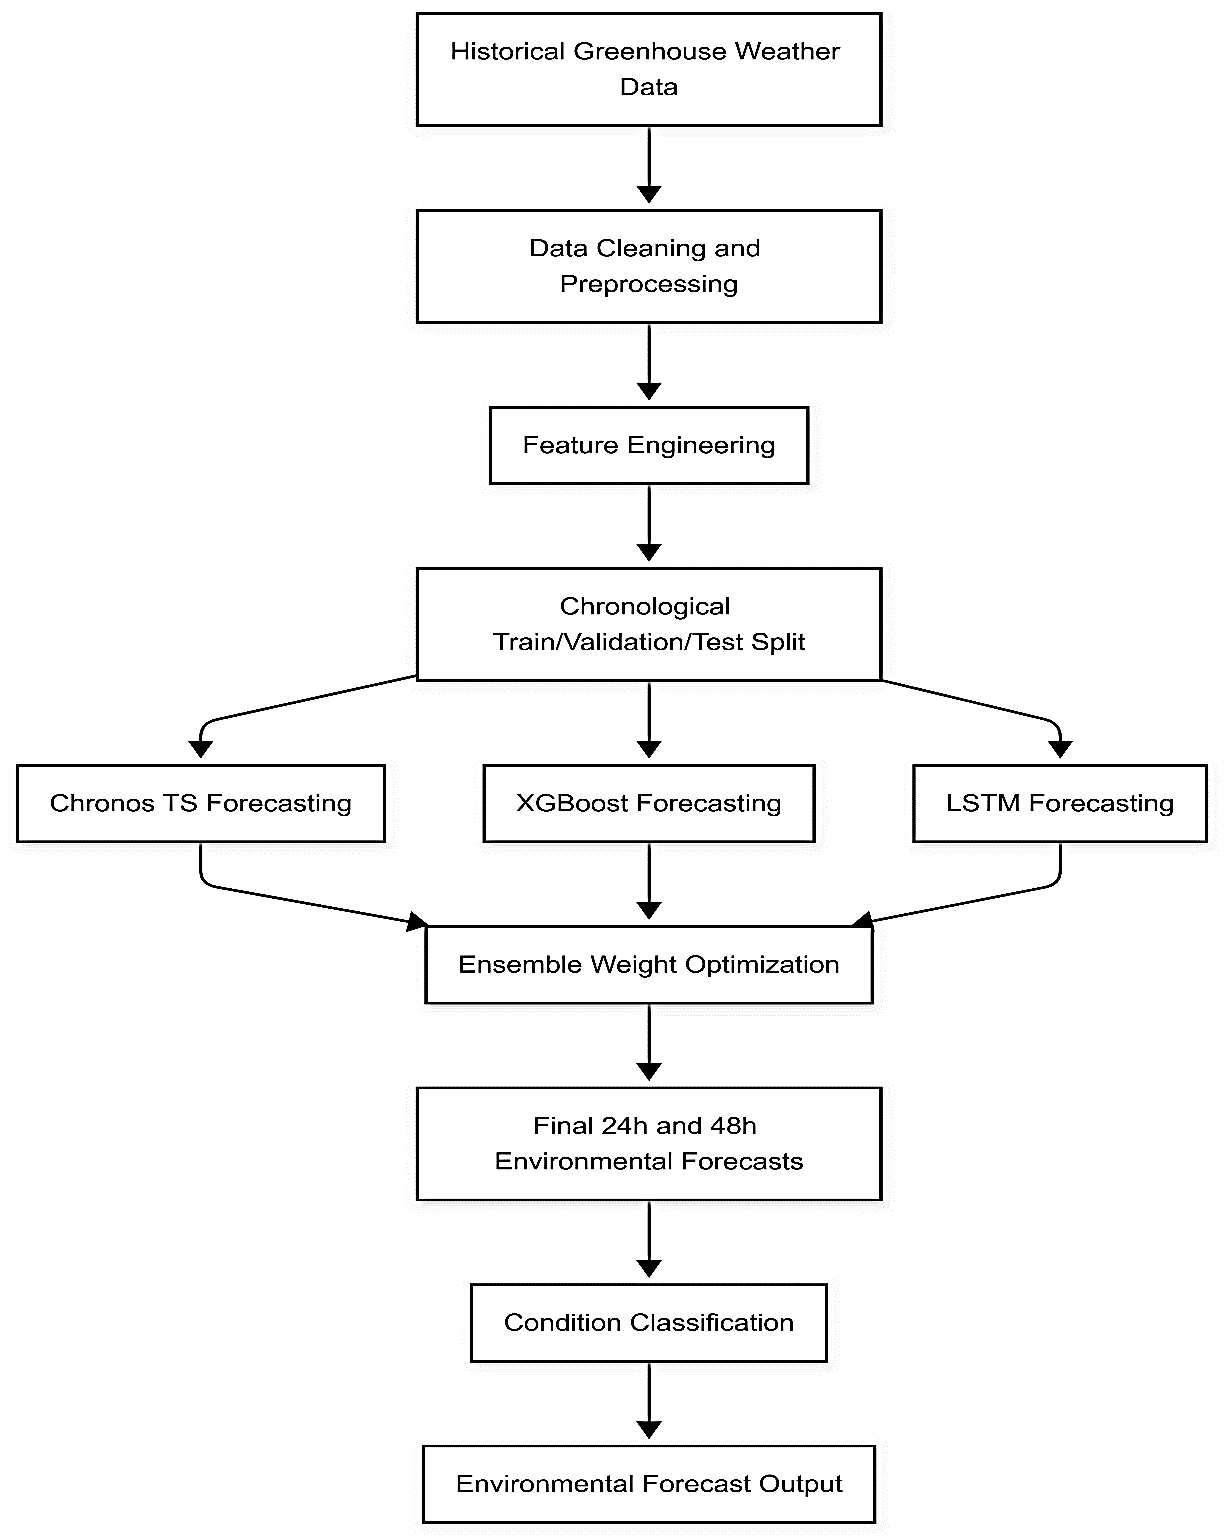 Historical Greenhouse Weather
Data
Data Cleaning and
Preprocessing
Feature Engineering
Chronological
Train/Validation/Test Split
Chronos TS Forecasting
XGBoost Forecasting
LSTM Forecasting
Ensemble Weight Optimization
Final 24h and 48h
Environmental Forecasts
Condition Classification
Environmental Forecast Output